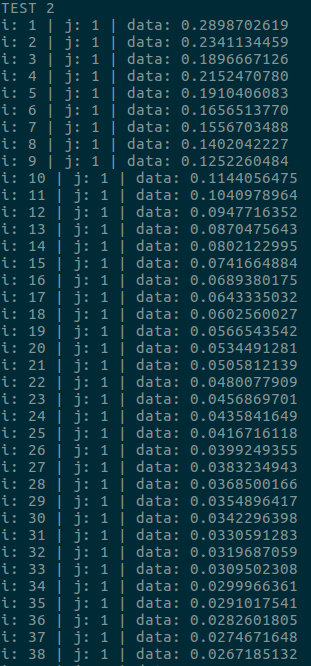 TEST 2
i: 1 | j: 1 | data: 0.2898702619
i: 2 | j: 1 | data: 0.2341134459
i: 3 | j: 1 | data: 0.1896667126
i: 4 | j: 1 | data: 0.2152470780
i: 5 | j: 1 | data: 0.1910406083
i: 6 | j: 1 | data: 0.1656513770
i: 7 | j: 1 | data: 0.1556703488
i: 8 | j: 1 | data: 0.1402042227
i: 9 | j: 1 | data: 0.1252260484
i: 10 | j: 1 | data: 0.1144056475
i: 11 | j: 1 | data: 0.1040978964
i: 12 | j: 1 | data: 0.0947716352
i: 13 | j: 1 | data: 0.0870475643
i: 14 | j: 1 | data: 0.0802122995
i: 15 | j: 1 | data: 0.0741664884
i: 16 | j: 1 | data: 0.0689380175
i: 17 | j: 1 | data: 0.0643335032
i: 18 | j: 1 | data: 0.0602560027
i: 19 | j: 1 | data: 0.0566543542
i: 20 | j: 1 | data: 0.0534491281
i: 21 | j: 1 | data: 0.0505812139
i: 22 | j: 1 | data: 0.0480077909
i: 23 | j: 1 | data: 0.0456869701
i: 24 | j: 1 | data: 0.0435841649
i: 25 | j: 1 | data: 0.0416716118
i: 26 | j: 1 | data: 0.0399249355
i: 27 | j: 1 | data: 0.0383234943
i: 28 | j: 1 | data: 0.0368500166
i: 29 | j: 1 | data: 0.0354896417
i: 30 | j: 1 | data: 0.0342296398
i: 31 | j: 1 | data: 0.0330591283
i: 32 | j: 1 | data: 0.0319687059
i: 33 | j: 1 | data: 0.0309502308
i: 34 | j: 1 | data: 0.0299966361
i: 35 | j: 1 | data: 0.0291017541
i: 36 | j: 1 | data: 0.0282601805
i: 37 | j: 1 | data: 0.0274671648
i: 38 | j: 1 | data: 0.0267185132